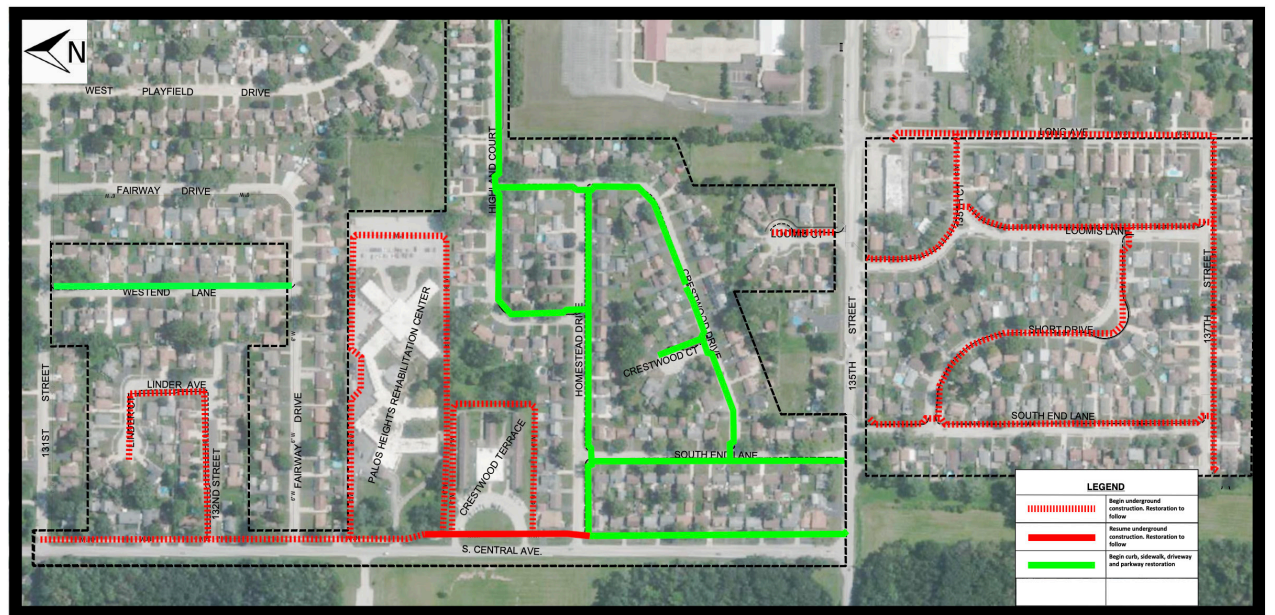 N
WEST PLAYFIELD DRIVE
FAIRWAY DRIVE
HIGHLAND COURT
LONG AVE
135TH CT
LOOMIS CT
LOOMIS LANE
WESTEND LANE
CRESTWOOD DRIVE
135TH STREET
137TH STREET
SHORT DRIVE
HOMESTEAD DRIVE
CRESTWOOD CT
PALOS HEIGHTS REHABILITATION CENTER
131ST STREET
LINDER AVE
LINDER CT
132ND STREET
FAIRWAY DRIVE
CRESTWOOD TERRACE
SOUTH END LANE
SOUTH END LANE
S. CENTRAL AVE.
LEGEND
Begin underground
construction. Restoration to
follow
Resume underground
construction. Restoration to
follow
Begin curb, sidewalk, driveway
and parkway restoration